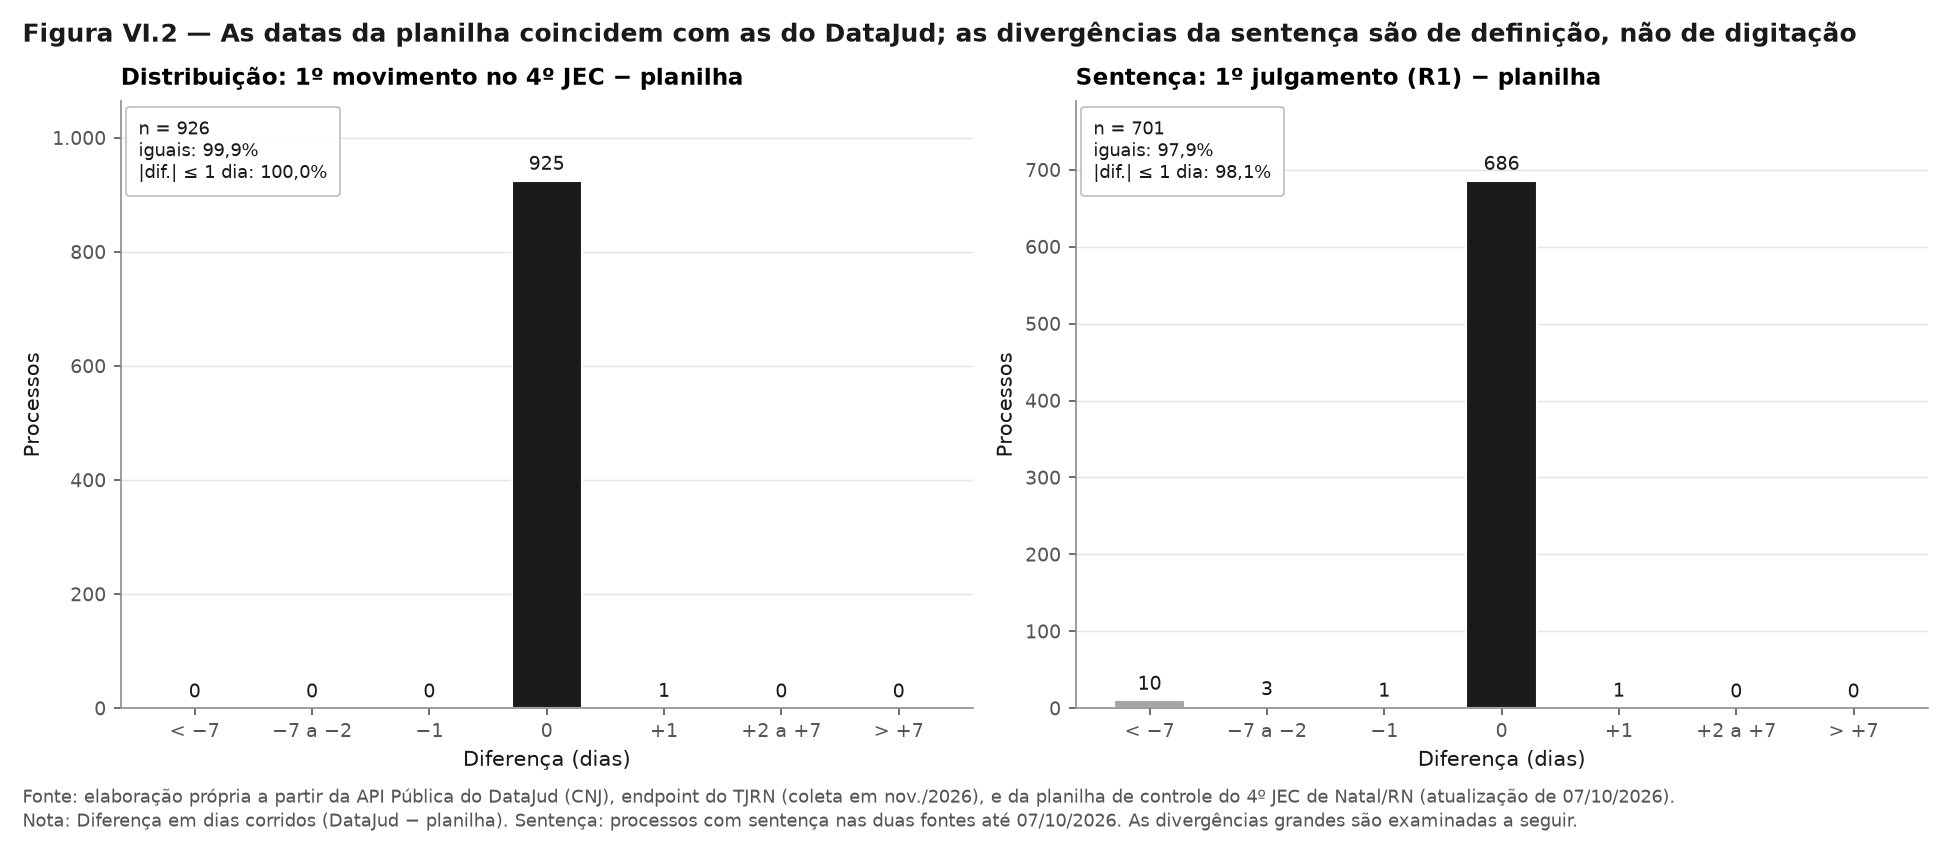 Figura VI.2 — As datas da planilha coincidem com as do DataJud; as divergências da sentença são de definição, não de digitação
Distribuição: 1º movimento no 4º JEC − planilha
n = 926
iguais: 99,9%
|dif.| ≤ 1 dia: 100,0%
Processos
1.000
800
600
400
200
0
0
0
0
925
1
0
0
< −7
−7 a −2
−1
0
+1
+2 a +7
> +7
Diferença (dias)
Sentença: 1º julgamento (R1) − planilha
n = 701
iguais: 97,9%
|dif.| ≤ 1 dia: 98,1%
Processos
700
600
500
400
300
200
100
0
10
3
1
686
1
0
0
< −7
−7 a −2
−1
0
+1
+2 a +7
> +7
Diferença (dias)
Fonte: elaboração própria a partir da API Pública do DataJud (CNJ), endpoint do TJRN (coleta em nov./2026), e da planilha de controle do 4º JEC de Natal/RN (atualização de 07/10/2026).
Nota: Diferença em dias corridos (DataJud − planilha). Sentença: processos com sentença nas duas fontes até 07/10/2026. As divergências grandes são examinadas a seguir.